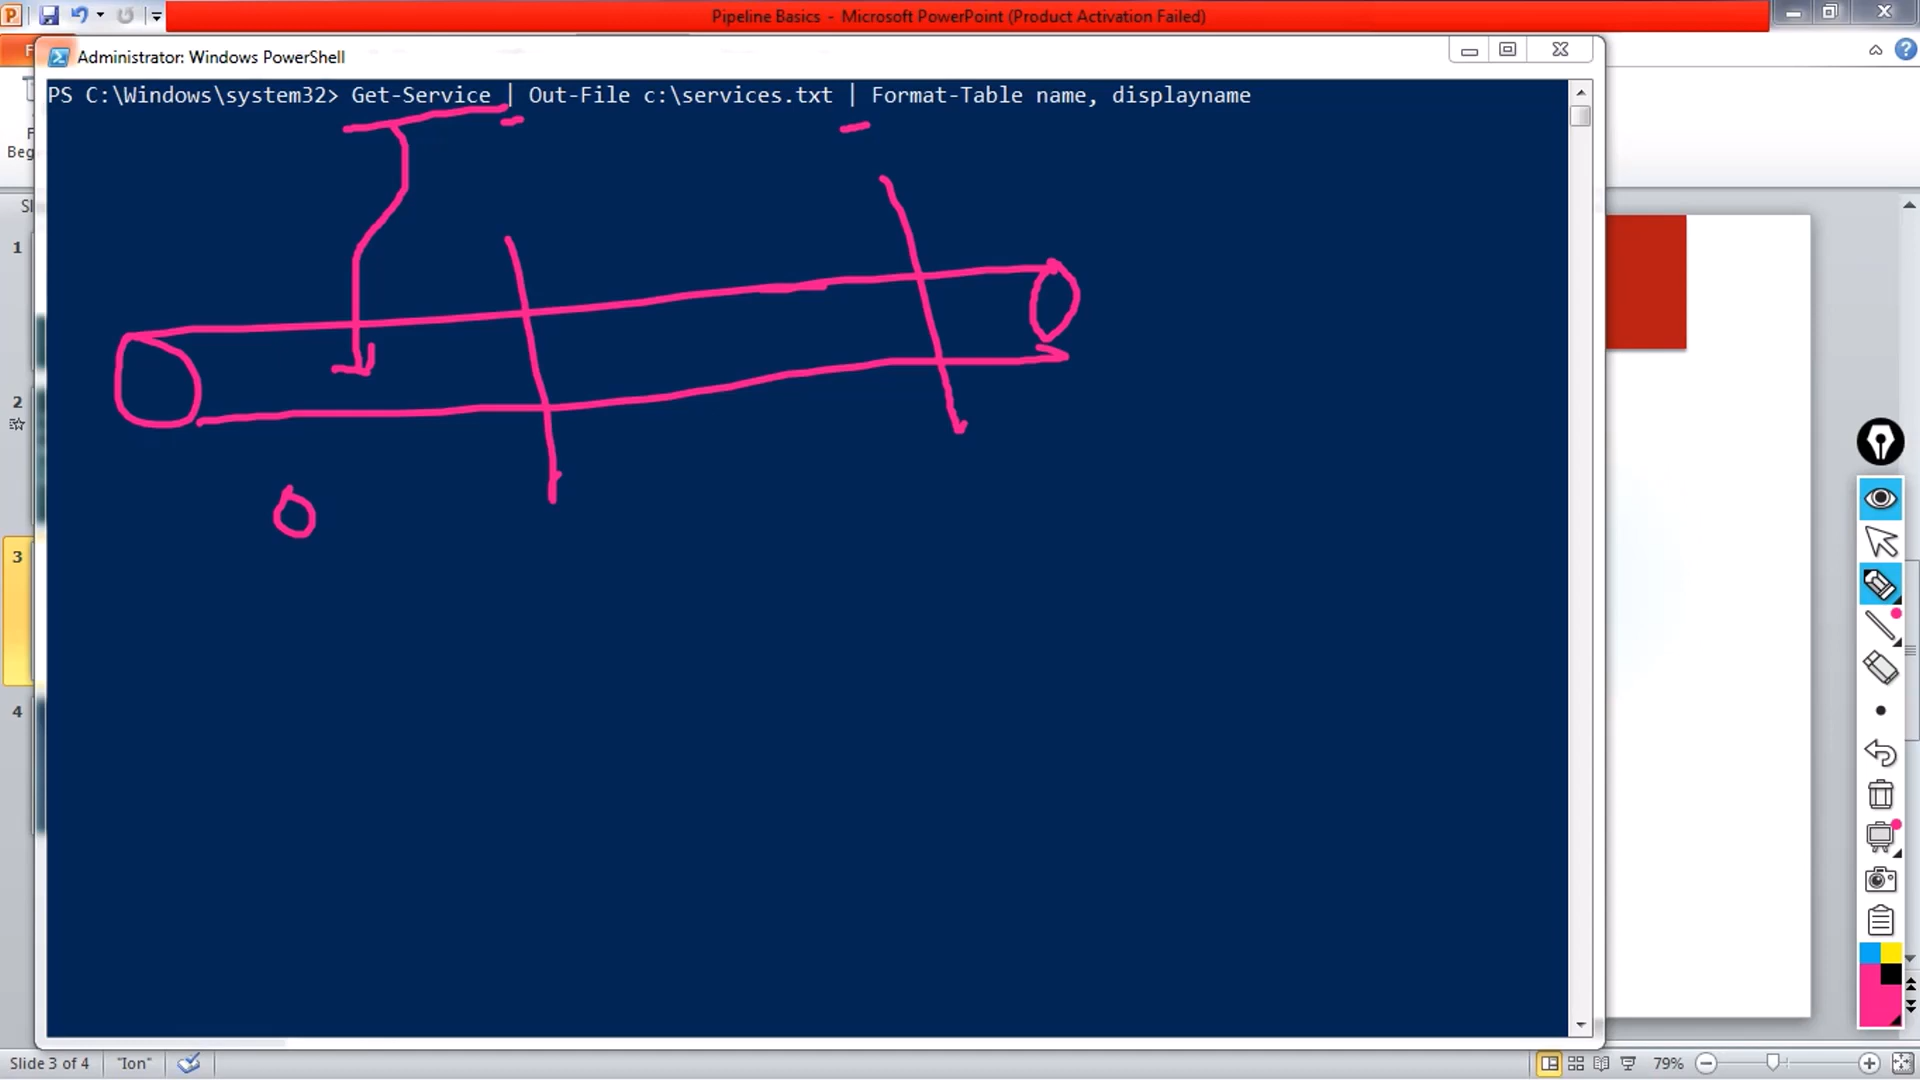 Pipeline Basics - Microsoft PowerPoint (Product Activation Failed)
Administrator: Windows PowerShell
PS C:\Windows\system32> Get-Service | Out-File c:\services.txt | Format-Table name, displayname
F
Beg
Sl
1
2
3
4
Slide 3 of 4
"Ion"
79%